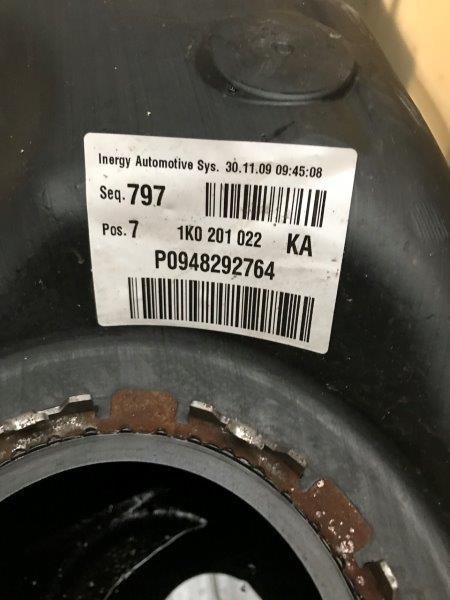 Inergy Automotive Sys. 30.11.09 09:45:08
Seq. 797
Pos. 7 1K0 201 022 KA
P0948292764